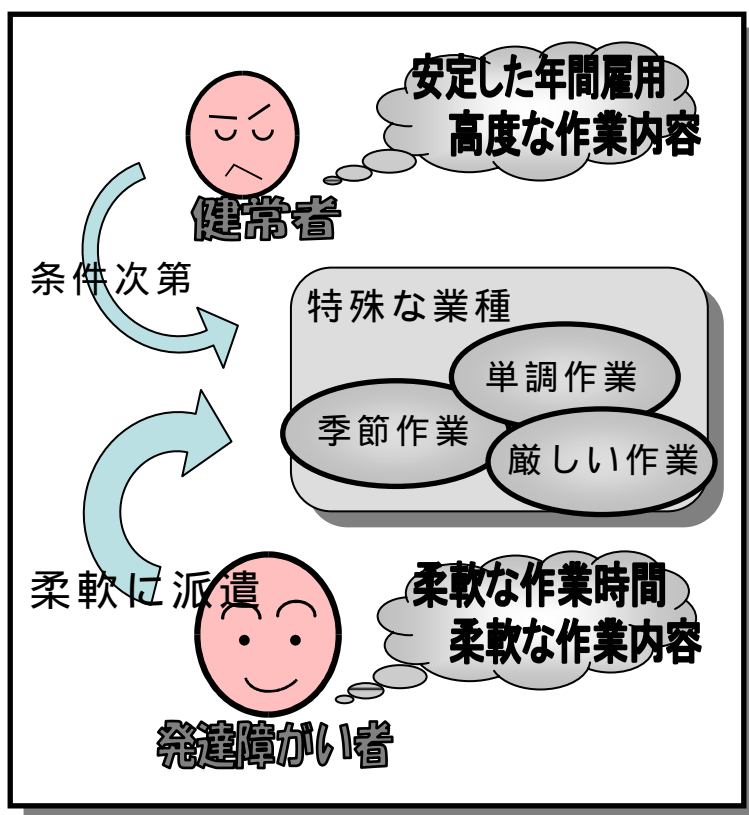 安定した年間雇用
高度な作業内容
健常者
条件次第
特殊な業種
単調作業
季節作業
厳しい作業
柔軟に派遣
柔軟な作業時間
柔軟な作業内容
発達障がい者